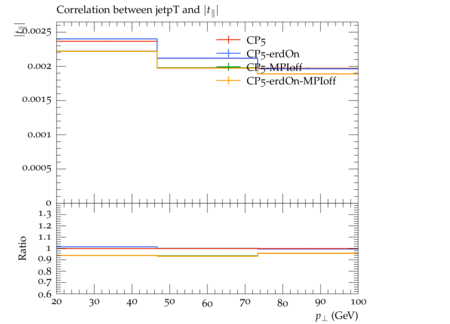 Correlation between jetpT and |t∥|
|t∥|
0.0025
0.002
0.0015
0.001
0.0005
0
CP5
CP5-erdOn
CP5-MPIoff
CP5-erdOn-MPIoff
Ratio
1.3
1.2
1.1
1
0.9
0.8
0.7
0.6
20 30 40 50 60 70 80 90 100
p⊥ (GeV)